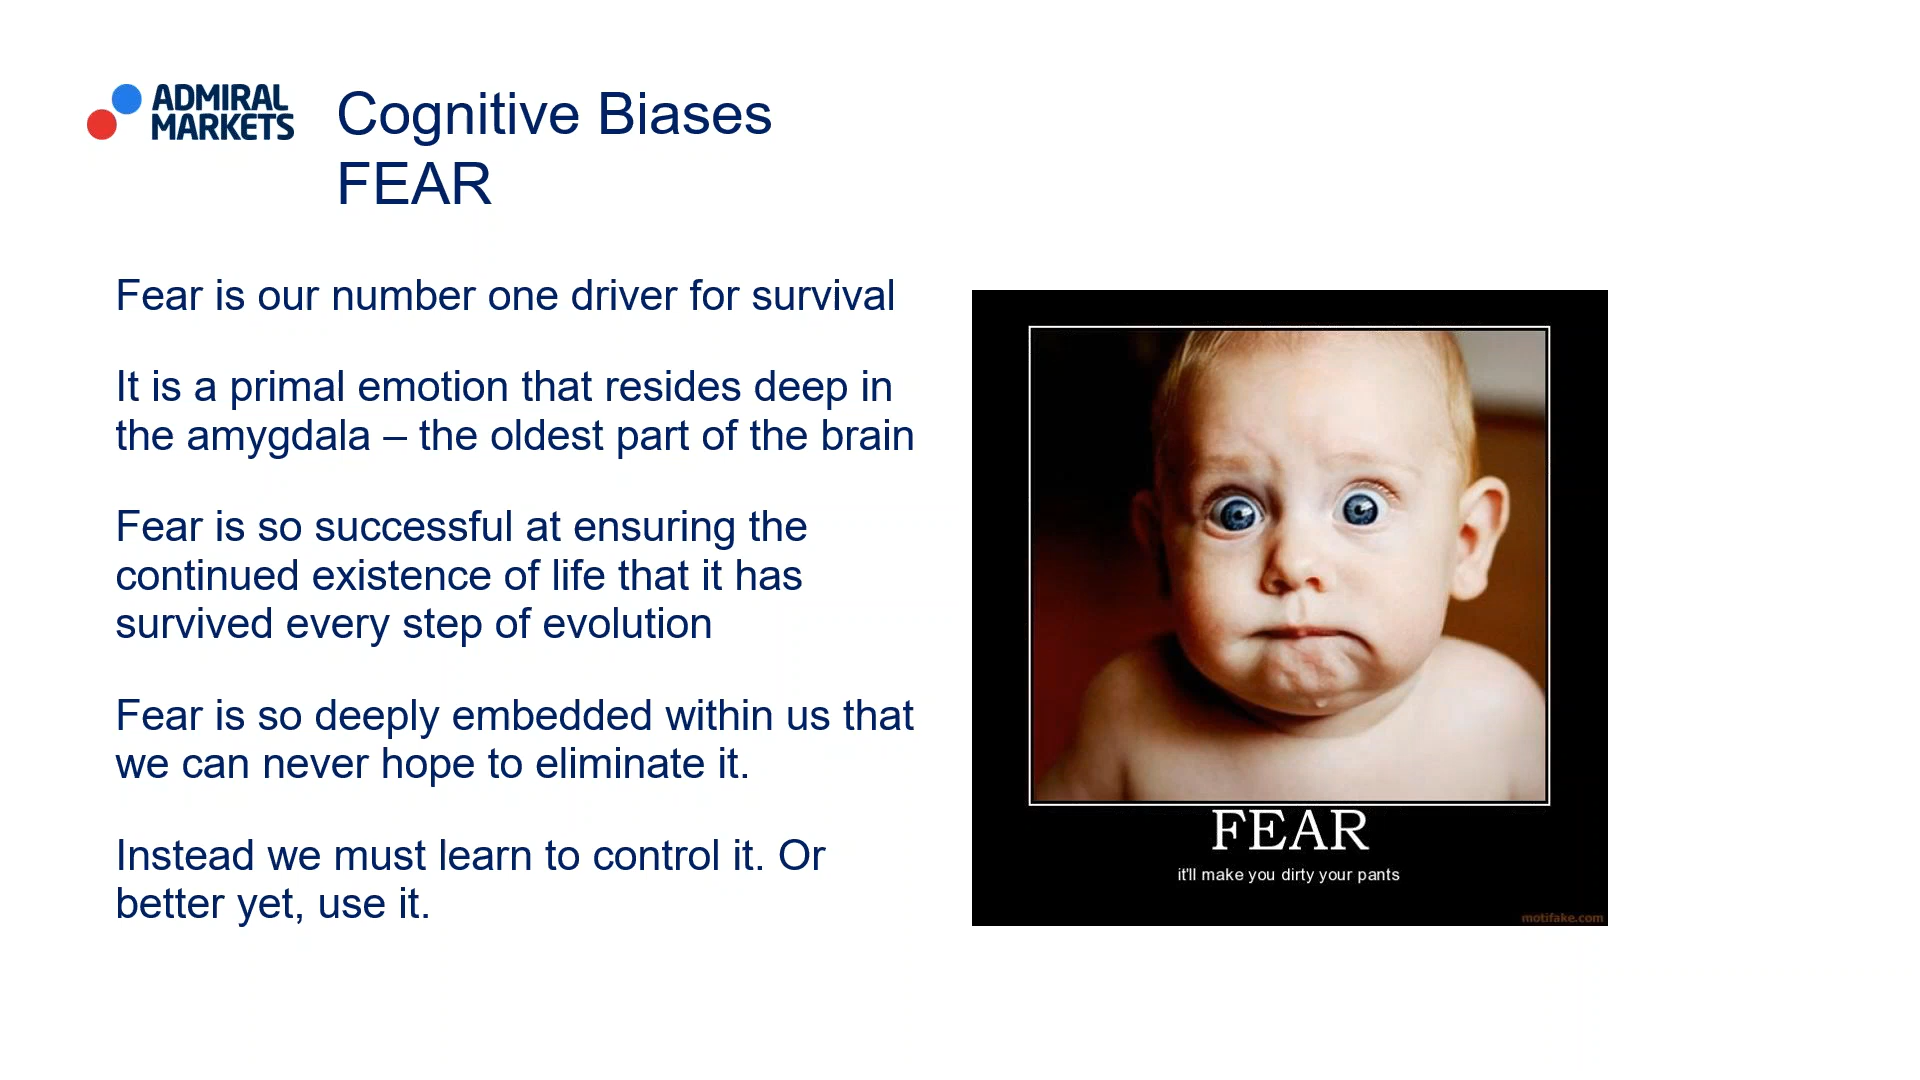 ADMIRAL
MARKETS
Cognitive Biases
FEAR
Fear is our number one driver for survival
It is a primal emotion that resides deep in
the amygdala – the oldest part of the brain
Fear is so successful at ensuring the
continued existence of life that it has
survived every step of evolution
Fear is so deeply embedded within us that
we can never hope to eliminate it.
Instead we must learn to control it. Or
better yet, use it.
FEAR
it'll make you dirty your pants
motifake.com